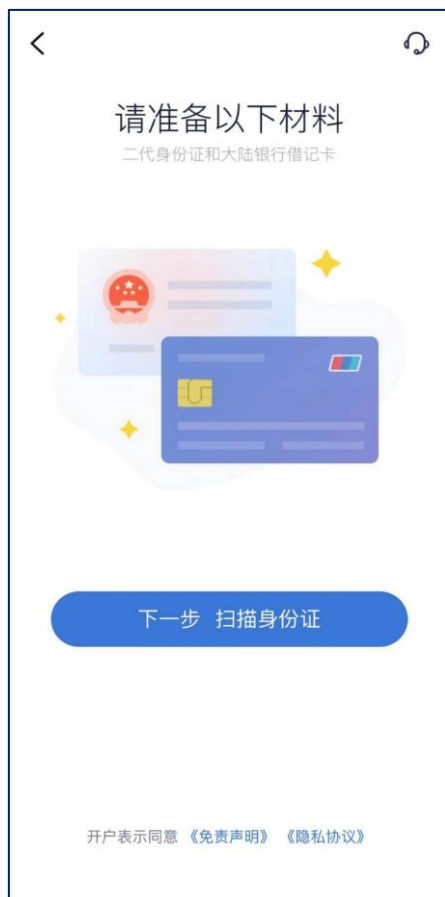 请准备以下材料
二代身份证和大陆银行借记卡
下一步 扫描身份证
开户表示同意《免责声明》《隐私协议》